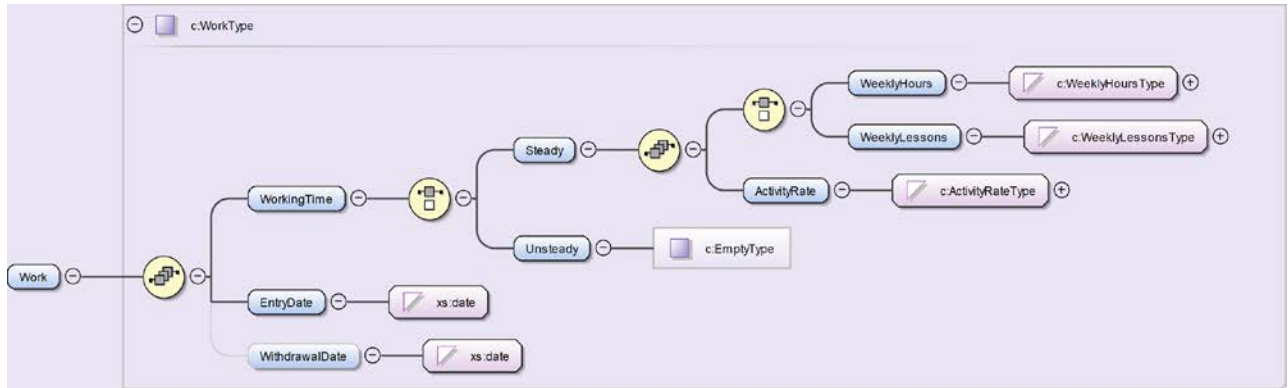 c:WorkType
WeeklyHours c:WeeklyHoursType
Steady WeeklyLessons c:WeeklyLessonsType
WorkingTime ActivityRate c:ActivityRateType
Unsteady c:EmptyType
Work
EntryDate xs:date
WithdrawalDate xs:date